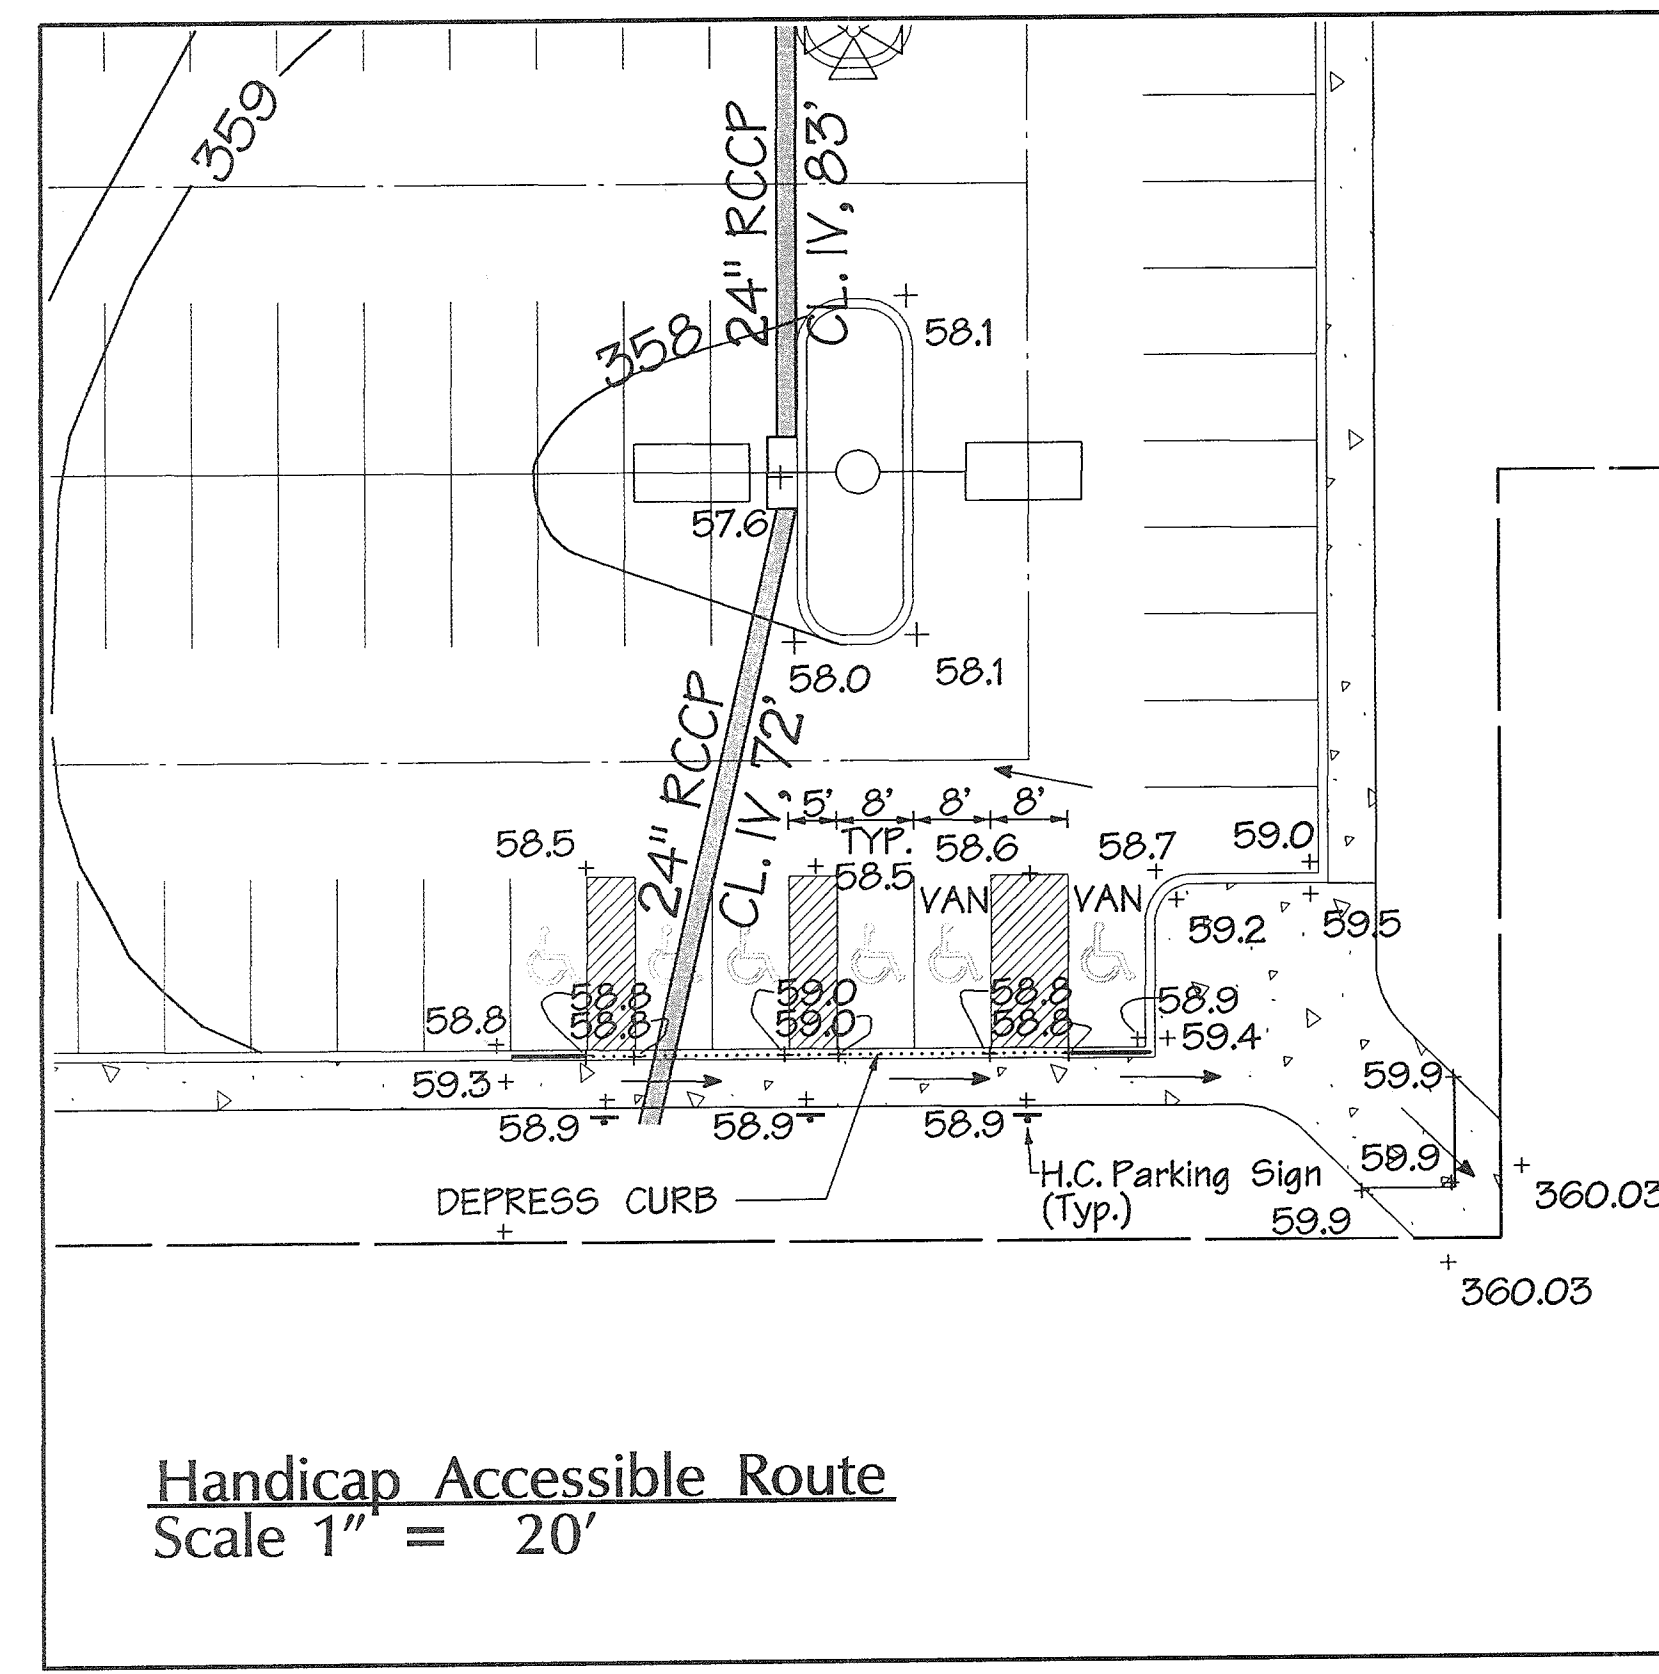 359
24" RCCP
CL. IV, 83'
358
58.1
57.6
58.0
58.1
24" RCCP
CL. IV, 72'
5' 8' 8' 8'
TYP.
58.5
58.5
58.6
58.7
59.0
VAN
VAN
59.2
59.5
58.8
58.8
59.0
59.0
58.8
58.8
58.9
59.4
58.8
59.3
58.9
58.9
58.9
59.9
59.9
59.9
DEPRESS CURB
H.C. Parking Sign
(Typ.)
360.03
360.03
Handicap Accessible Route
Scale 1" = 20'